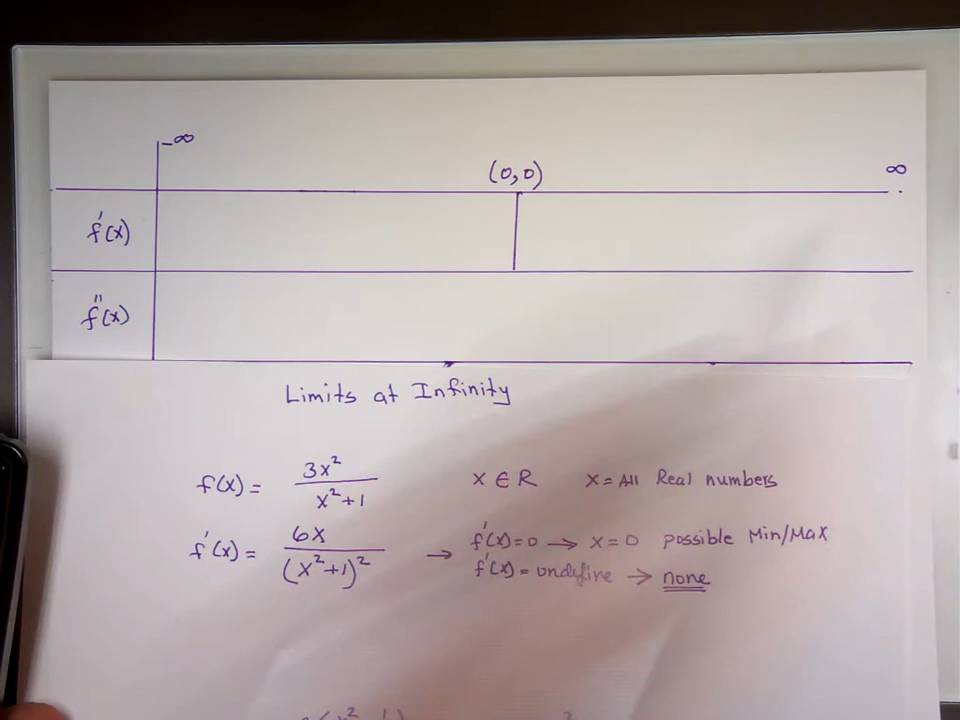 -∞ (0,0) ∞
f'(x)
f''(x)
Limits at Infinity
f(x) = 3x²/(x²+1) x ∈ R x = All Real numbers
f'(x) = 6x/(x²+1)² → f'(x)=0 → x=0 possible Min/Max
f'(x) = undefine → none